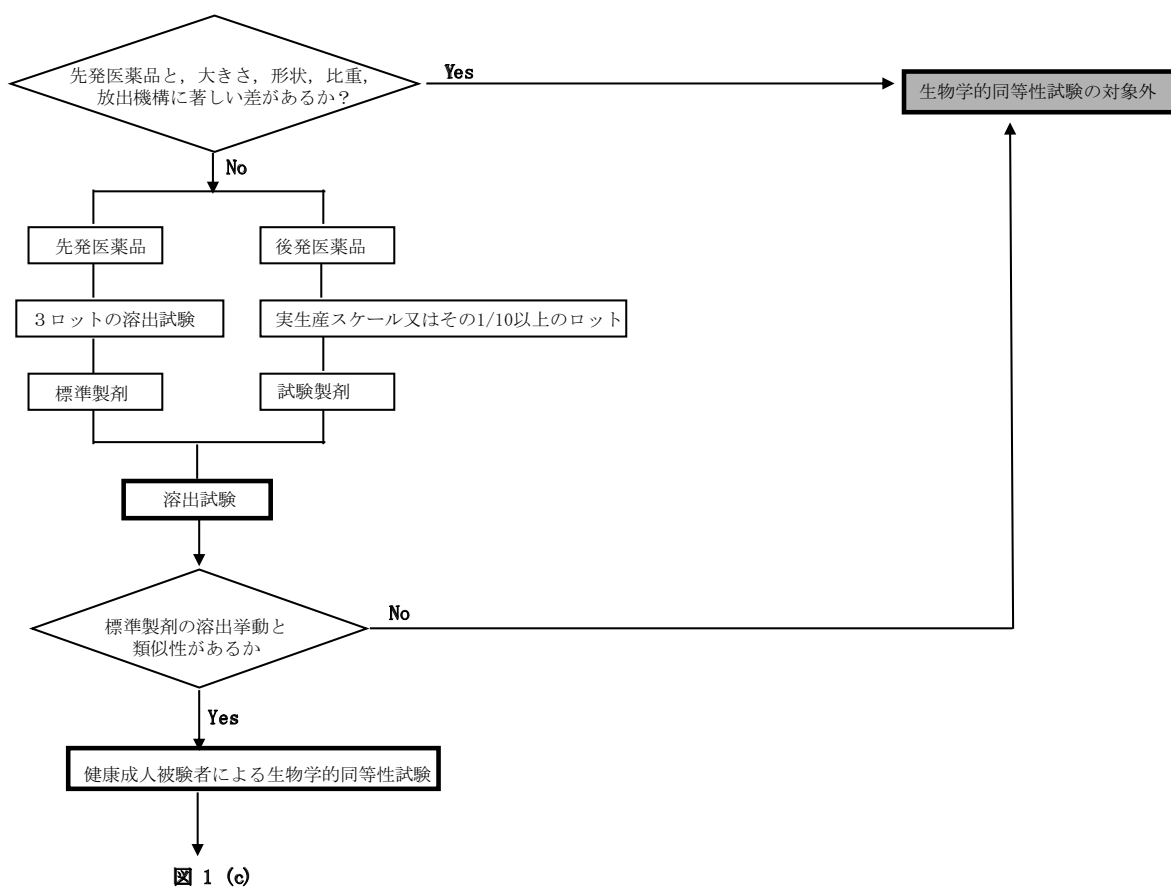 先発医薬品と，大きさ，形状，比重，
放出機構に著しい差があるか？
Yes
生物学的同等性試験の対象外
No
先発医薬品
後発医薬品
３ロットの溶出試験
実生産スケール又はその1/10以上のロット
標準製剤
試験製剤
溶出試験
標準製剤の溶出挙動と
類似性があるか
No
Yes
健康成人被験者による生物学的同等性試験
図 1 (c)